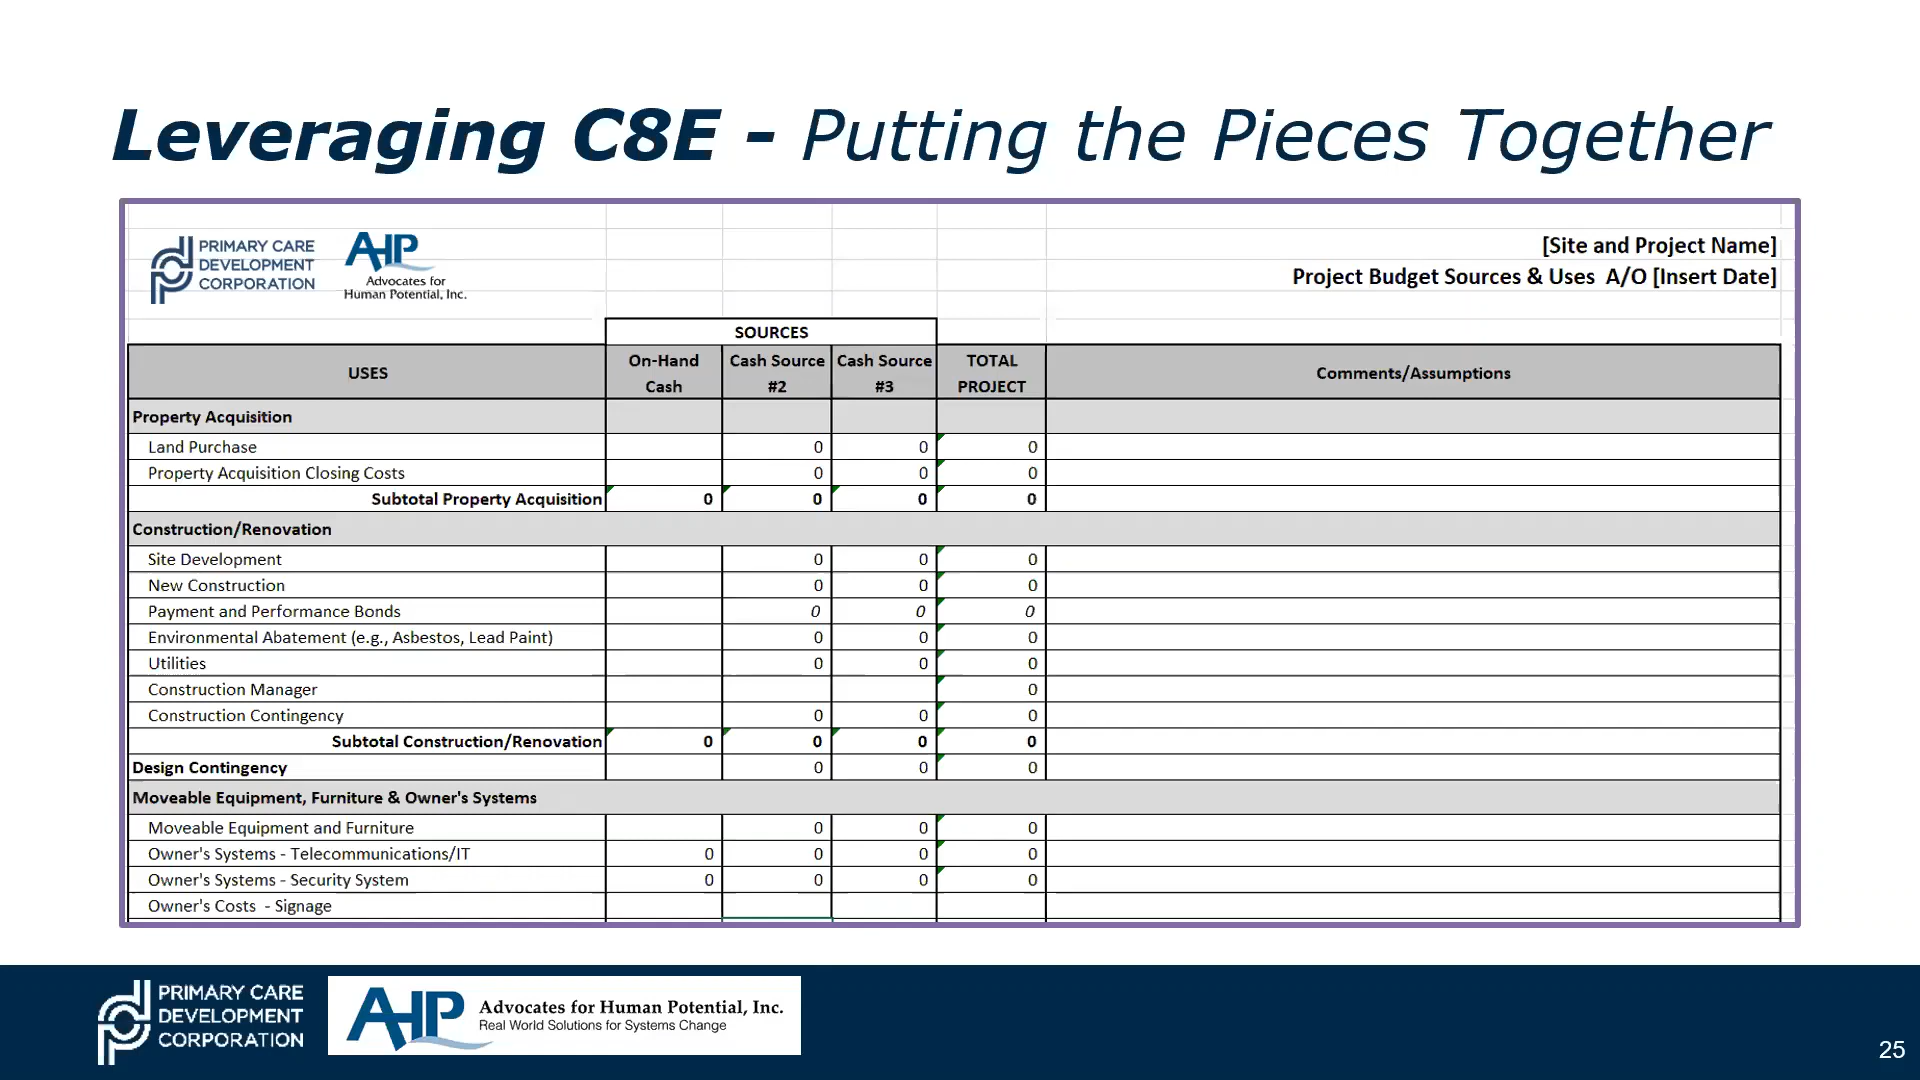 Leveraging C8E - Putting the Pieces Together
PRIMARY CARE
DEVELOPMENT
CORPORATION
AHP
Advocates for
Human Potential, Inc.
[Site and Project Name]
Project Budget Sources & Uses A/O [Insert Date]
SOURCES
USES On-Hand Cash Cash Source #2 Cash Source #3 TOTAL PROJECT Comments/Assumptions
Property Acquisition
Land Purchase 0 0 0
Property Acquisition Closing Costs 0 0 0
Subtotal Property Acquisition 0 0 0 0
Construction/Renovation
Site Development 0 0 0
New Construction 0 0 0
Payment and Performance Bonds 0 0 0
Environmental Abatement (e.g., Asbestos, Lead Paint) 0 0 0
Utilities 0 0 0
Construction Manager 0
Construction Contingency 0 0 0
Subtotal Construction/Renovation 0 0 0 0
Design Contingency 0 0 0
Moveable Equipment, Furniture & Owner's Systems
Moveable Equipment and Furniture 0 0 0
Owner's Systems - Telecommunications/IT 0 0 0 0
Owner's Systems - Security System 0 0 0 0
Owner's Costs - Signage
PRIMARY CARE
DEVELOPMENT
CORPORATION
AHP
Advocates for Human Potential, Inc.
Real World Solutions for Systems Change
25